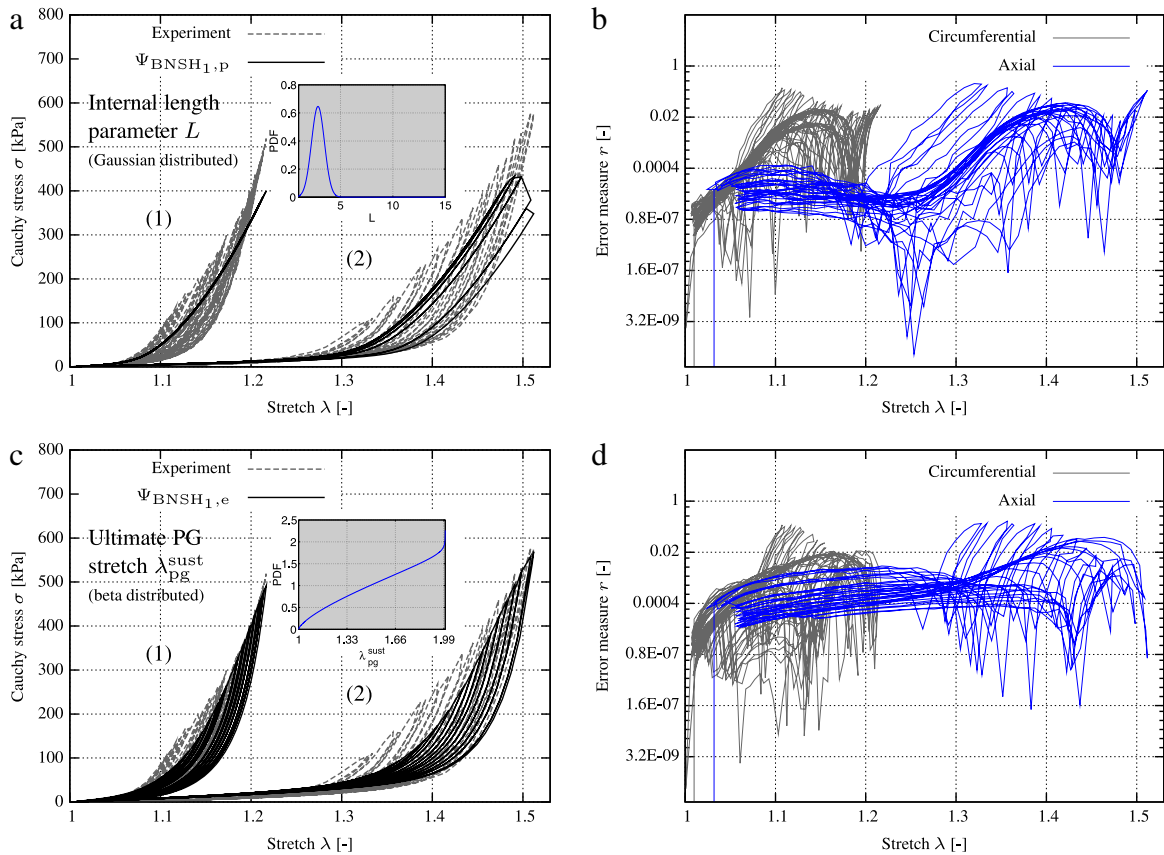 a
800
700
600
500
400
300
200
100
0
Cauchy stress σ [kPa]
Experiment
Ψ_BNSH₁,p
Internal length
parameter L
(Gaussian distributed)
(1)
(2)
0.8
0.6
0.4
0.2
0
PDF
5 10 15
L
1 1.1 1.2 1.3 1.4 1.5
Stretch λ [-]
b
Circumferential
Axial
1
0.02
0.0004
0.8E-07
1.6E-07
3.2E-09
Error measure r [-]
1 1.1 1.2 1.3 1.4 1.5
Stretch λ [-]
c
800
700
600
500
400
300
200
100
0
Cauchy stress σ [kPa]
Experiment
Ψ_BNSH₁,e
Ultimate PG
stretch λ_pg^sust
(beta distributed)
(1)
(2)
2.5
2
1.5
1
0.5
0
PDF
1 1.33 1.66 1.99
λ_pg^sust
1 1.1 1.2 1.3 1.4 1.5
Stretch λ [-]
d
Circumferential
Axial
1
0.02
0.0004
0.8E-07
1.6E-07
3.2E-09
Error measure r [-]
1 1.1 1.2 1.3 1.4 1.5
Stretch λ [-]